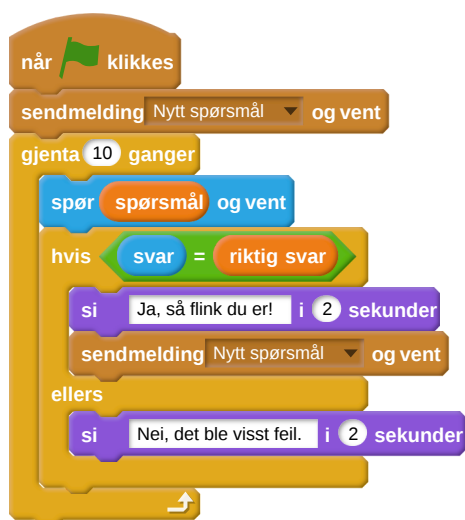 når klikkes
sendmelding Nytt spørsmål og vent
gjenta 10 ganger
spør spørsmål og vent
hvis svar = riktig svar
si Ja, så flink du er! i 2 sekunder
sendmelding Nytt spørsmål og vent
ellers
si Nei, det ble visst feil. i 2 sekunder